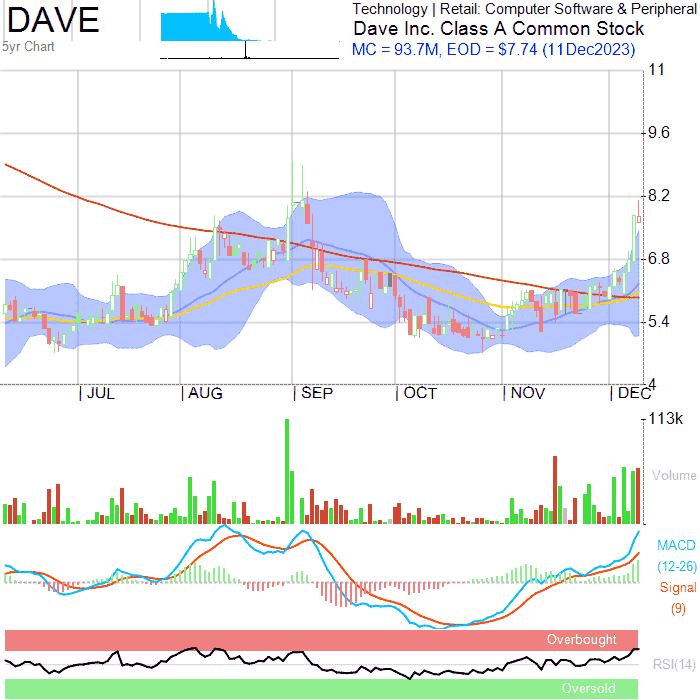 DAVE
5yr Chart
Technology | Retail: Computer Software & Peripheral
Dave Inc. Class A Common Stock
MC = 93.7M, EOD = $7.74 (11Dec2023)
11
9.6
8.2
6.8
5.4
4
| JUL
| AUG
| SEP
| OCT
| NOV
| DEC
113k
Volume
MACD
(12-26)
Signal
(9)
Overbought
RSI(14)
Oversold